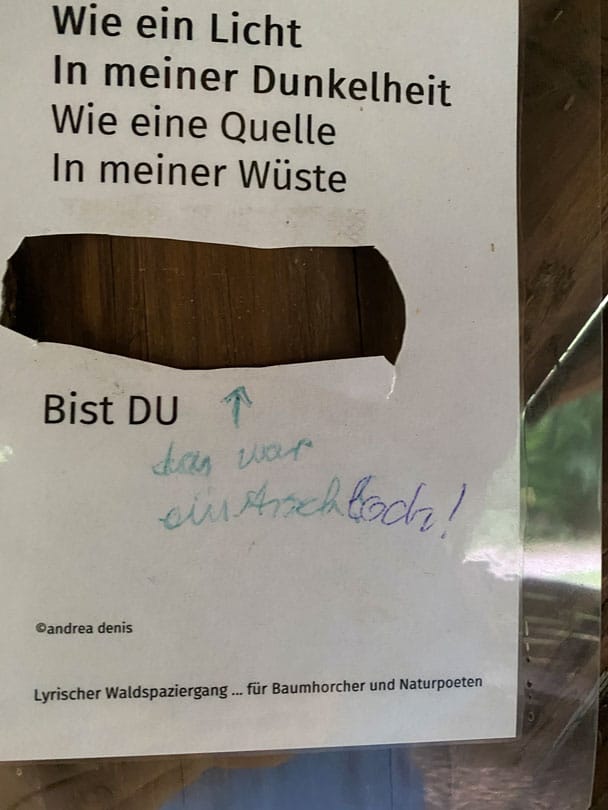 Wie ein Licht
In meiner Dunkelheit
Wie eine Quelle
In meiner Wüste
Bist DU
↑
das war
ein Arschloch!
©andrea denis
Lyrischer Waldspaziergang ... für Baumhorcher und Naturpoeten